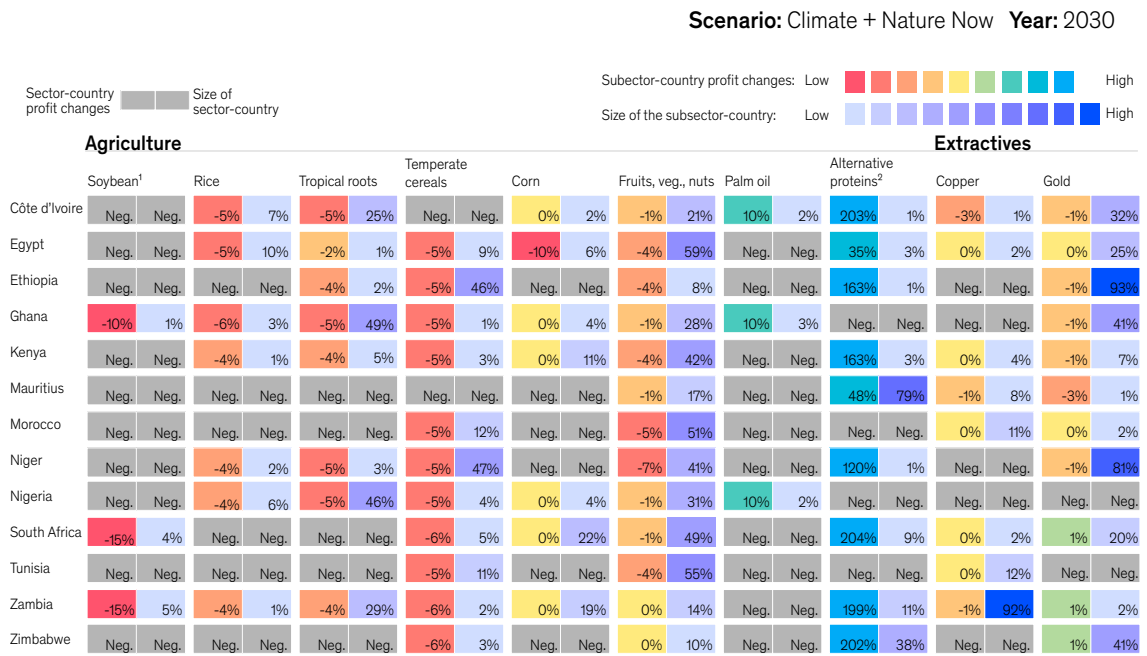 Scenario: Climate + Nature Now Year: 2030
Subector-country profit changes: Low High
Sector-country profit changes Size of sector-country
Size of the subsector-country: Low High
Agriculture Extractives
Soybean¹ Rice Tropical roots Temperate cereals Corn Fruits, veg., nuts Palm oil Alternative proteins² Copper Gold
Côte d'Ivoire Neg. Neg. -5% 7% -5% 25% Neg. Neg. 0% 2% -1% 21% 10% 2% 203% 1% -3% 1% -1% 32%
Egypt Neg. Neg. -5% 10% -2% 1% -5% 9% -10% 6% -4% 59% Neg. Neg. 35% 3% 0% 2% 0% 25%
Ethiopia Neg. Neg. Neg. Neg. -4% 2% -5% 46% Neg. Neg. -4% 8% Neg. Neg. 163% 1% Neg. Neg. -1% 93%
Ghana -10% 1% -6% 3% -5% 49% -5% 1% 0% 4% -1% 28% 10% 3% Neg. Neg. Neg. Neg. -1% 41%
Kenya Neg. Neg. -4% 1% -4% 5% -5% 3% 0% 11% -4% 42% Neg. Neg. 163% 3% 0% 4% -1% 7%
Mauritius Neg. Neg. Neg. Neg. Neg. Neg. Neg. Neg. Neg. Neg. -1% 17% Neg. Neg. 48% 79% -1% 8% -3% 1%
Morocco Neg. Neg. Neg. Neg. Neg. Neg. -5% 12% Neg. Neg. -5% 51% Neg. Neg. Neg. Neg. 0% 11% 0% 2%
Niger Neg. Neg. -4% 2% -5% 3% -5% 47% Neg. Neg. -7% 41% Neg. Neg. 120% 1% Neg. Neg. -1% 81%
Nigeria Neg. Neg. -4% 6% -5% 46% -5% 4% 0% 4% -1% 31% 10% 2% Neg. Neg. Neg. Neg. Neg. Neg.
South Africa -15% 4% Neg. Neg. Neg. Neg. -6% 5% 0% 22% -1% 49% Neg. Neg. 204% 9% 0% 2% 1% 20%
Tunisia Neg. Neg. Neg. Neg. Neg. Neg. -5% 11% Neg. Neg. -4% 55% Neg. Neg. Neg. Neg. 0% 12% Neg. Neg.
Zambia -15% 5% -4% 1% -4% 29% -6% 2% 0% 19% 0% 14% Neg. Neg. 199% 11% -1% 92% 1% 2%
Zimbabwe Neg. Neg. Neg. Neg. Neg. Neg. -6% 3% Neg. Neg. 0% 10% Neg. Neg. 202% 38% Neg. Neg. 1% 41%